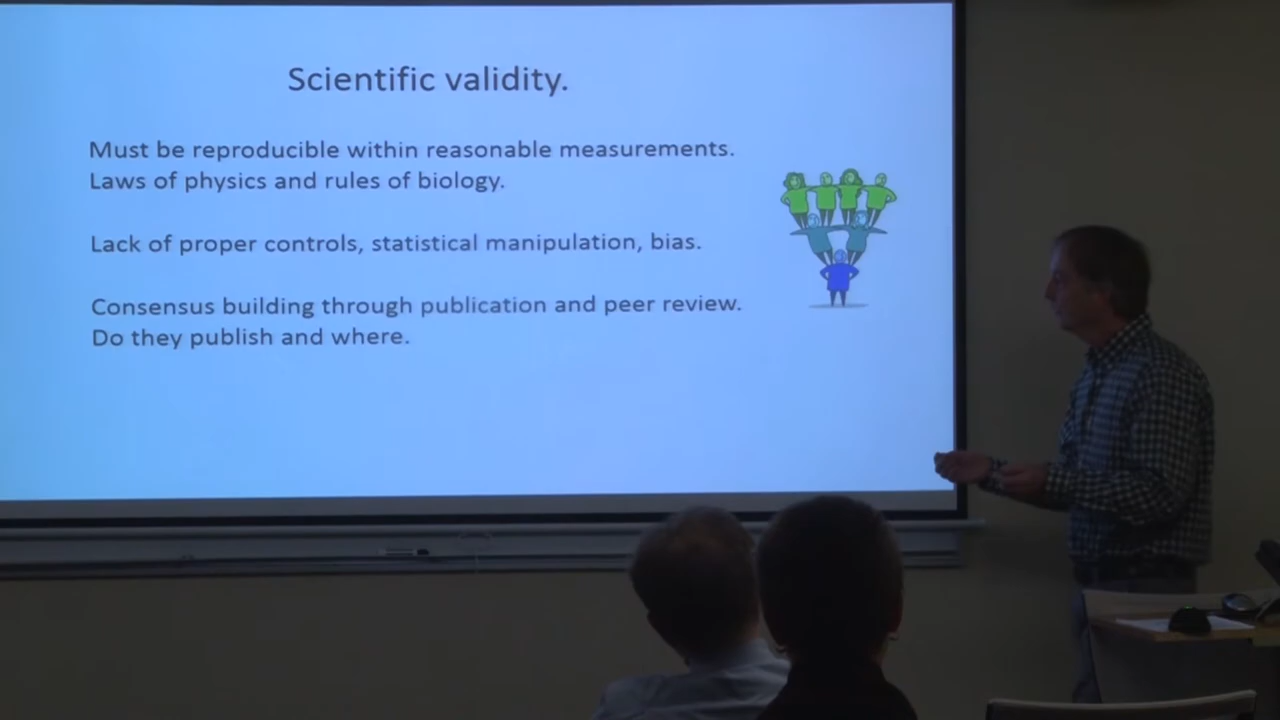 Scientific validity.
Must be reproducible within reasonable measurements.
Laws of physics and rules of biology.
Lack of proper controls, statistical manipulation, bias.
Consensus building through publication and peer review.
Do they publish and where.